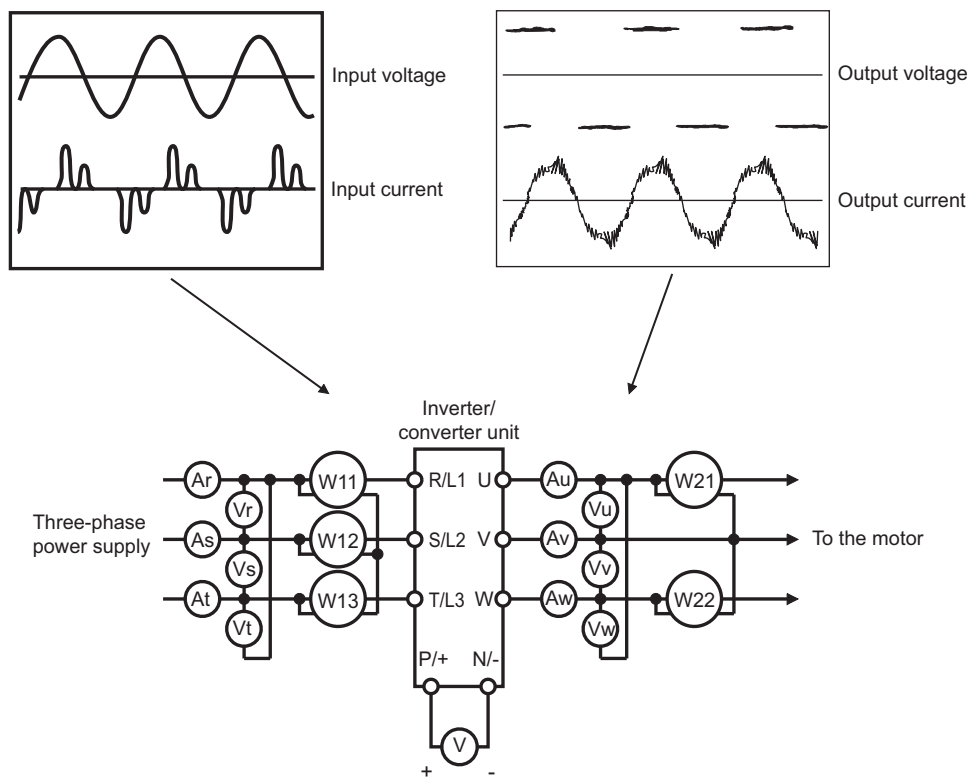 Input voltage
Input current
Output voltage
Output current
Inverter/
converter unit
Three-phase
power supply
Ar
As
At
Vr
Vs
Vt
W11
W12
W13
R/L1
S/L2
T/L3
U
V
W
P/+
N/-
V
+
-
Au
Av
Aw
Vu
Vv
Vw
W21
W22
To the motor